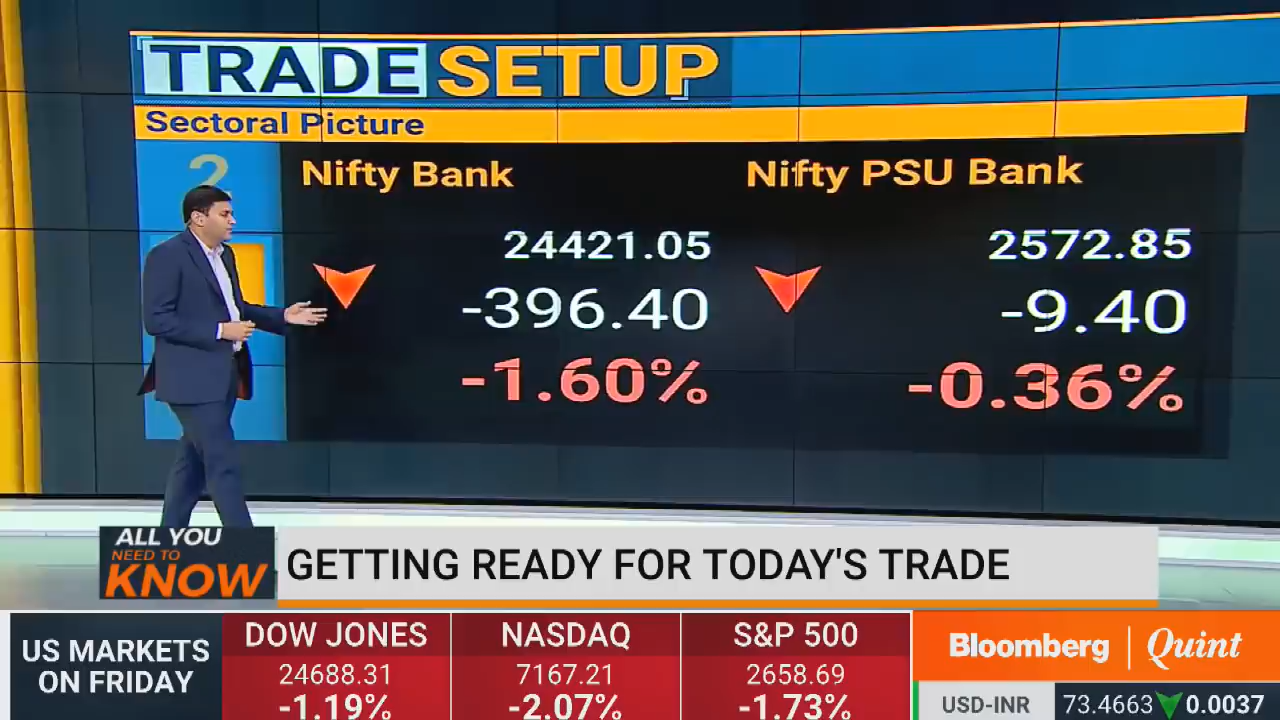 TRADE SETUP
Sectoral Picture
2
Nifty Bank
24421.05
-396.40
-1.60%
Nifty PSU Bank
2572.85
-9.40
-0.36%
ALL YOU
NEED TO
KNOW
GETTING READY FOR TODAY'S TRADE
US MARKETS
ON FRIDAY
DOW JONES
24688.31
-1.19%
NASDAQ
7167.21
-2.07%
S&P 500
2658.69
-1.73%
Bloomberg | Quint
USD-INR 73.4663 0.0037